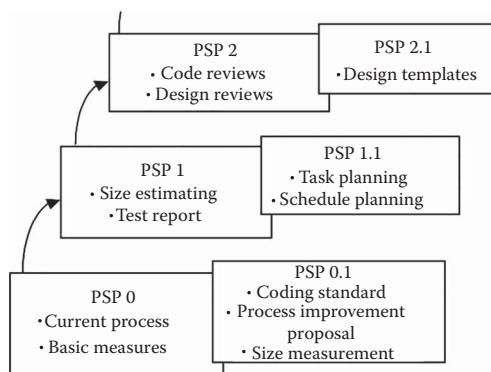 PSP 2
• Code reviews
• Design reviews
PSP 2.1
• Design templates
PSP 1
• Size estimating
• Test report
PSP 1.1
• Task planning
• Schedule planning
PSP 0
• Current process
• Basic measures
PSP 0.1
• Coding standard
• Process improvement
proposal
• Size measurement